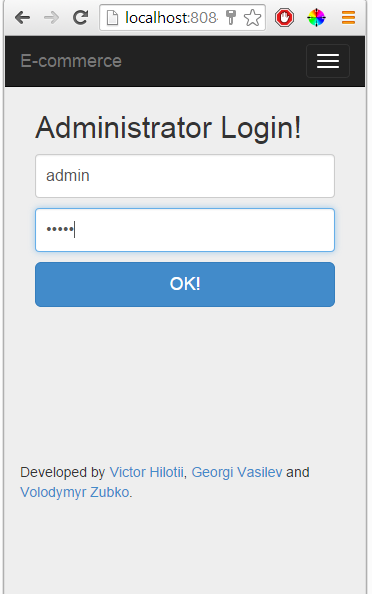 localhost:808
E-commerce
Administrator Login!
admin
•••••
OK!
Developed by Victor Hilotii, Georgi Vasilev and
Volodymyr Zubko.